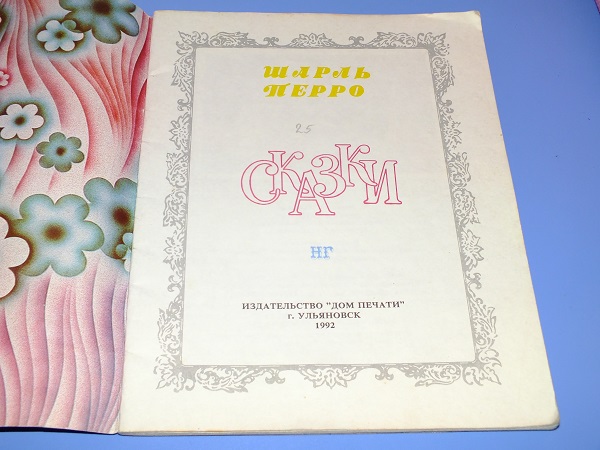 ШАРЛЬ
ПЕРРО
25
СКАЗКИ
НГ
ИЗДАТЕЛЬСТВО "ДОМ ПЕЧАТИ"
г. УЛЬЯНОВСК
1992